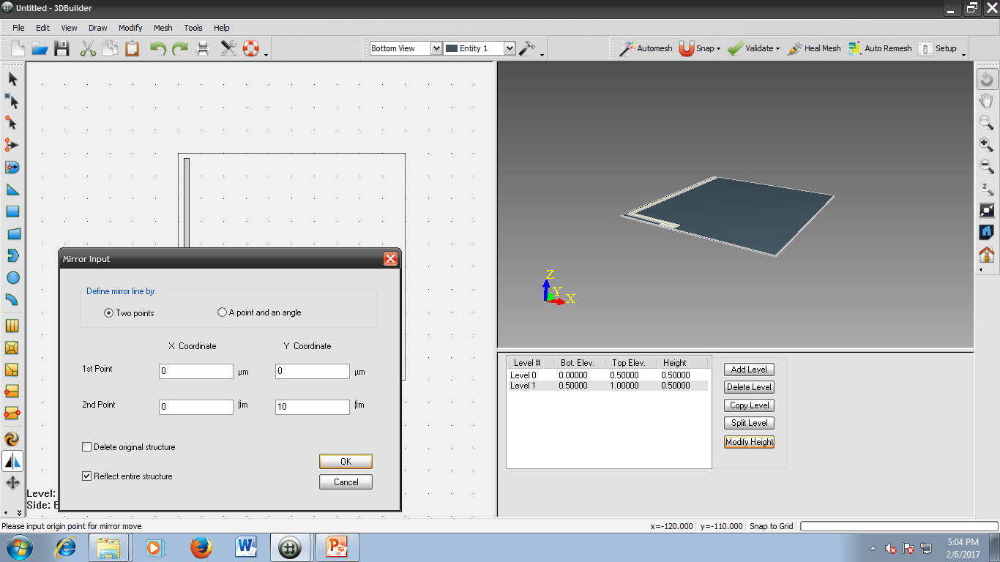 Untitled - 3DBuilder
File Edit View Draw Modify Mesh Tools Help
Bottom View Entity 1 Automesh Snap Validate Heal Mesh Auto Remesh Setup
Mirror Input
Define mirror line by:
Two points A point and an angle
X Coordinate Y Coordinate
1st Point 0 µm 0 µm
2nd Point 0 µm 10 µm
Delete original structure
Reflect entire structure
OK
Cancel
Level:
Side:
Z
Y
X
Level # Bot. Elev. Top Elev. Height
Level 0 0.00000 0.50000 0.50000
Level 1 0.50000 1.00000 0.50000
Add Level
Delete Level
Copy Level
Split Level
Modify Height
Please input origin point for mirror move x=-120.000 y=-110.000 Snap to Grid
5:04 PM
2/6/2017